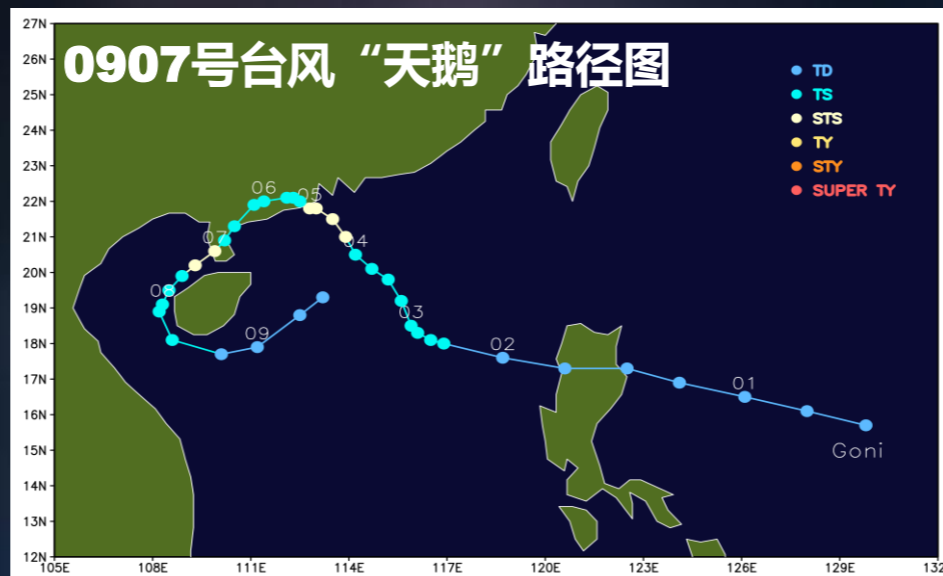 0907号台风“天鹅”路径图
27N
26N
25N
24N
23N
22N
21N
20N
19N
18N
17N
16N
15N
14N
13N
12N
TD
TS
STS
TY
STY
SUPER TY
06
05
07
04
08
03
09
02
01
Goni
105E
108E
111E
114E
117E
120E
123E
126E
129E
132